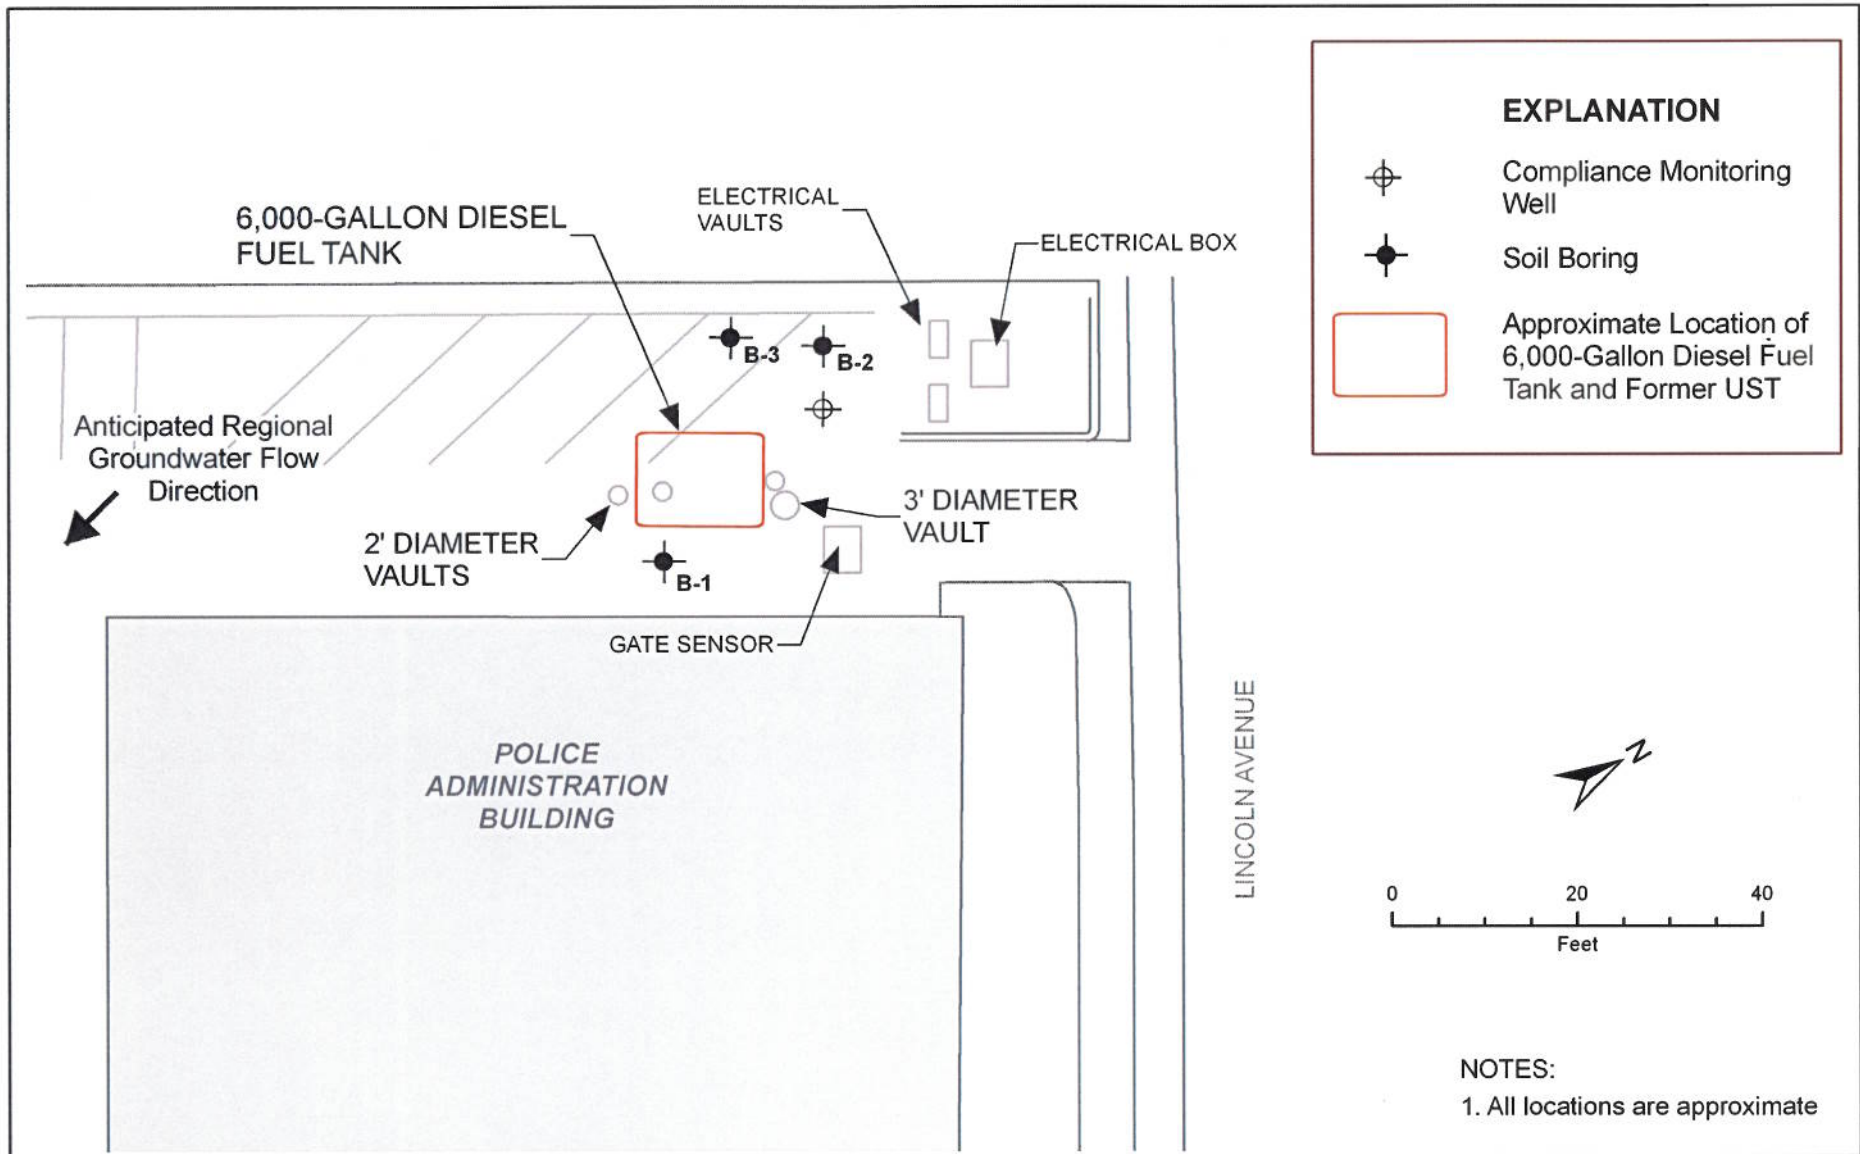 EXPLANATION
Compliance Monitoring
Well
Soil Boring
Approximate Location of
6,000-Gallon Diesel Fuel
Tank and Former UST
ELECTRICAL
VAULTS
6,000-GALLON DIESEL
FUEL TANK
ELECTRICAL BOX
B-3
B-2
Anticipated Regional
Groundwater Flow
Direction
3' DIAMETER
VAULT
2' DIAMETER
VAULTS
B-1
GATE SENSOR
POLICE
ADMINISTRATION
BUILDING
LINCOLN AVENUE
N
0 20 40
Feet
NOTES:
1. All locations are approximate